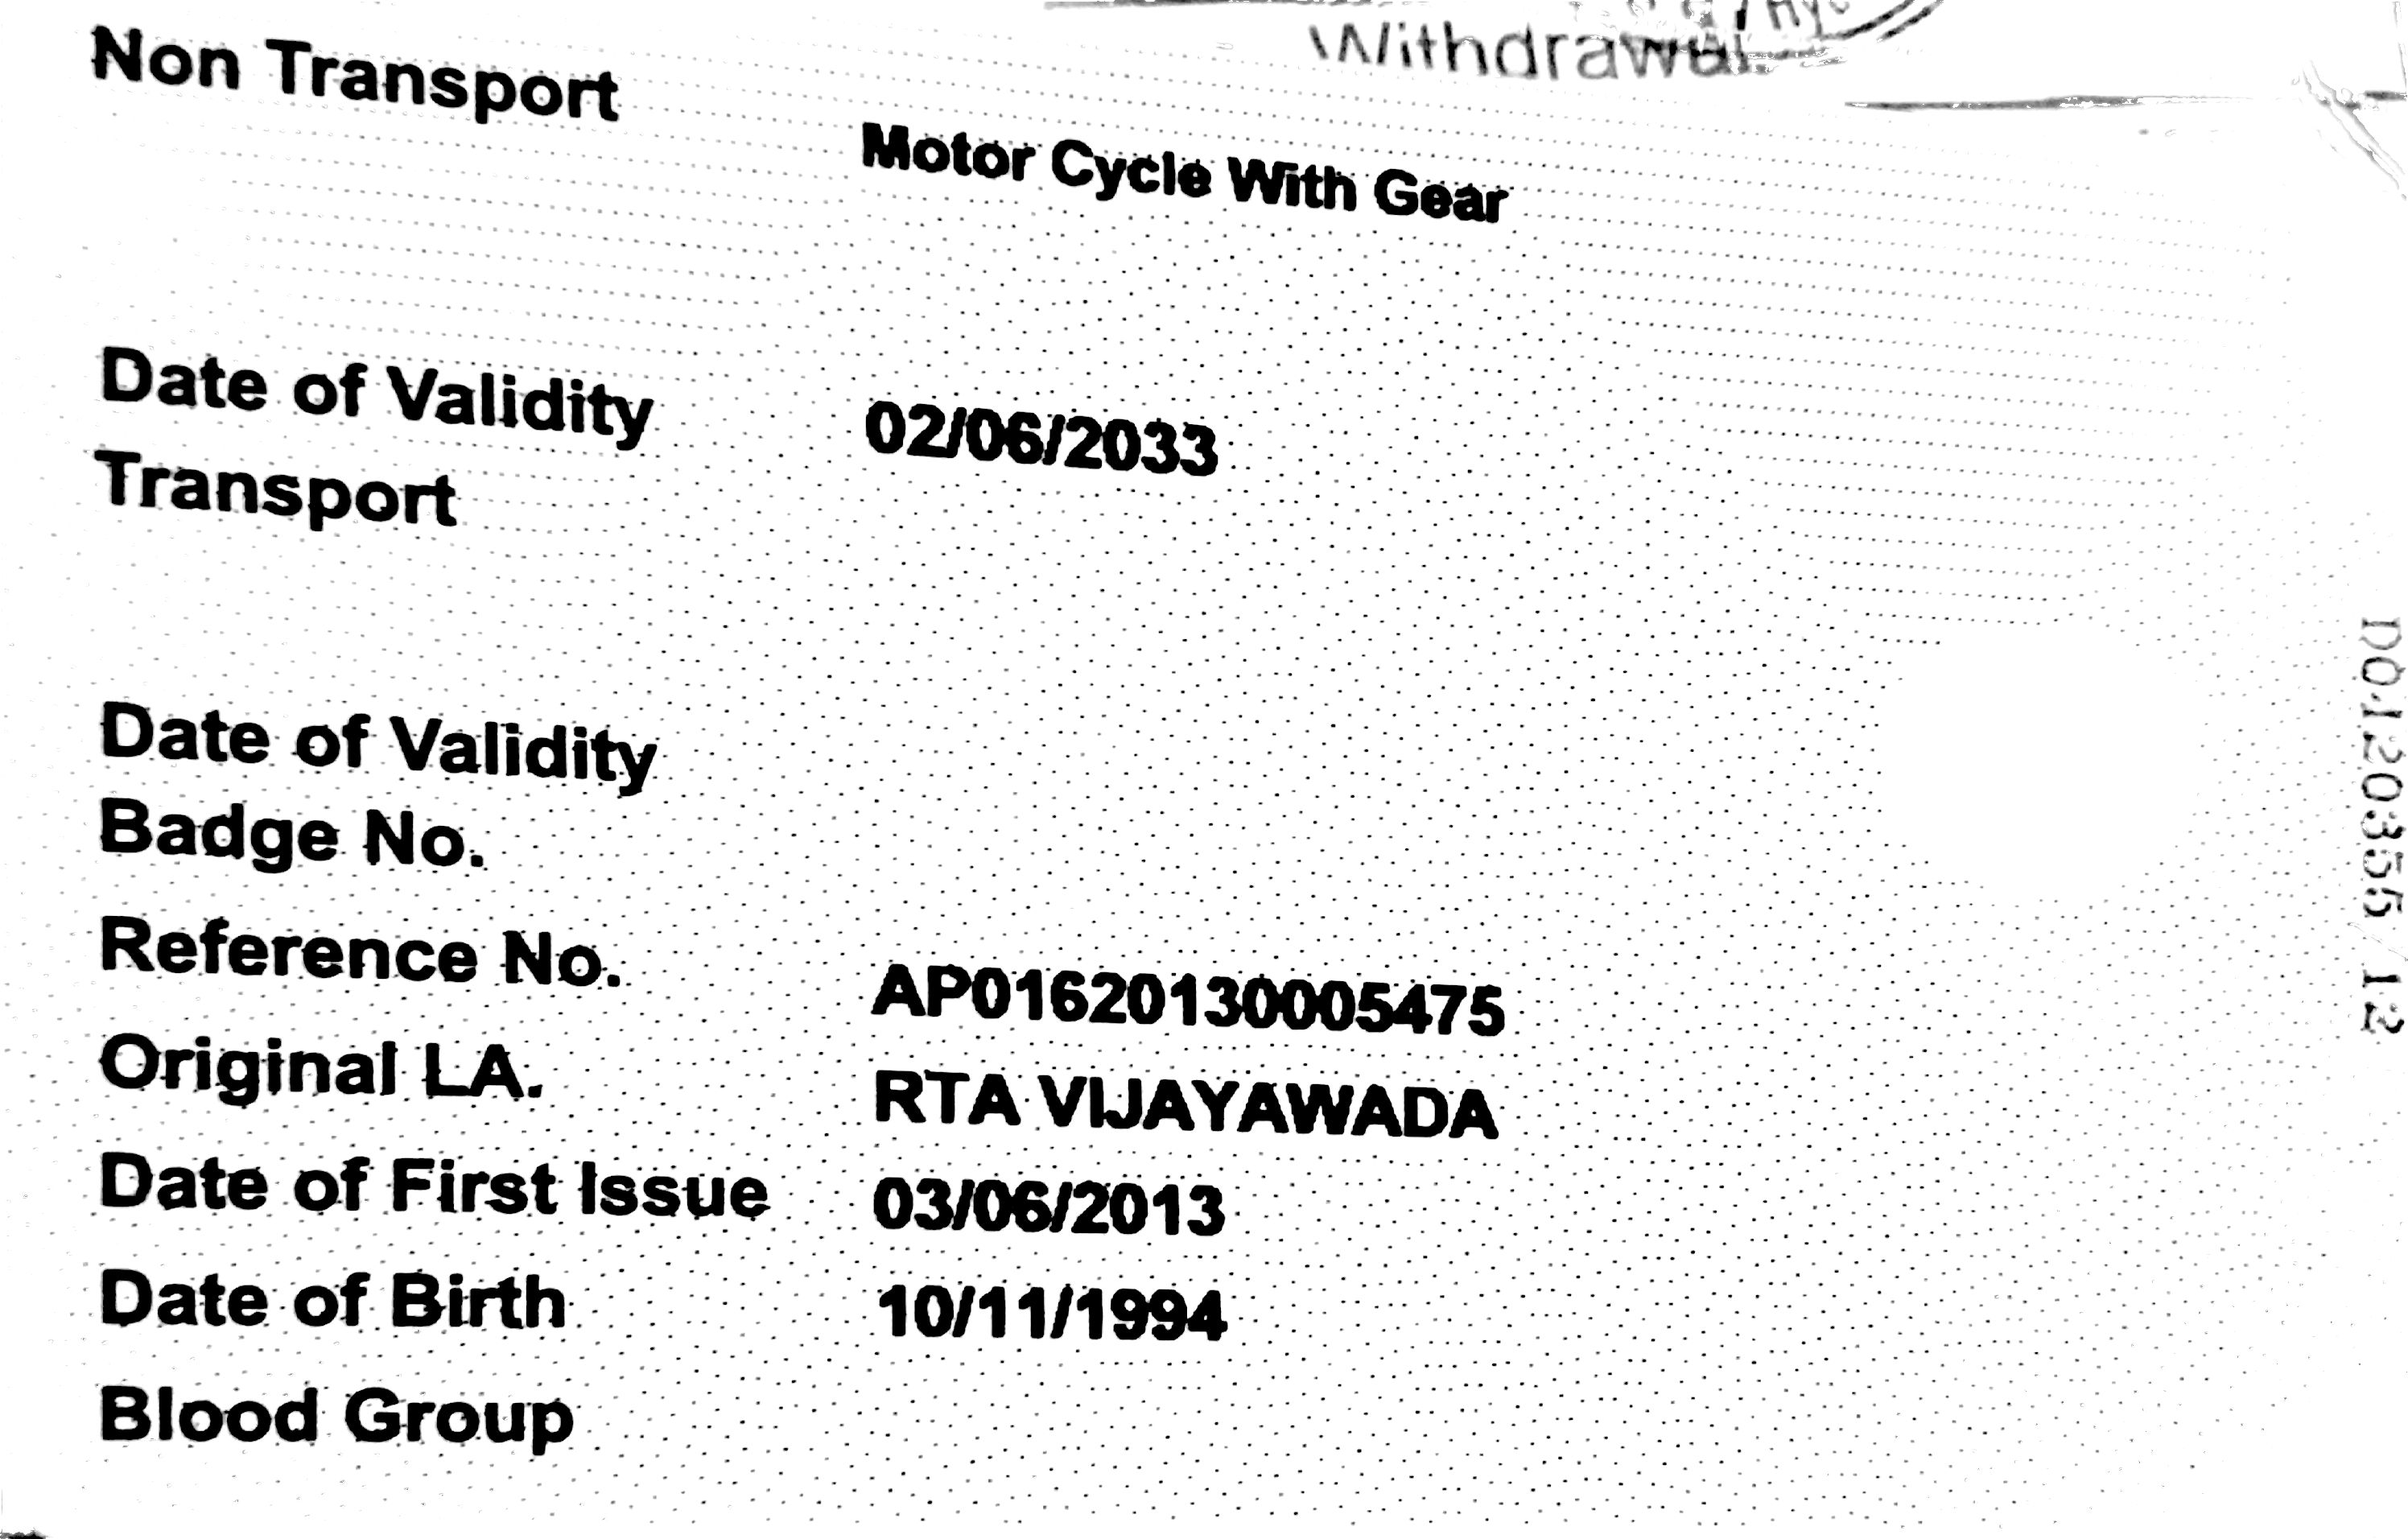 Withdrawal
Non Transport
Motor Cycle With Gear
Date of Validity 02/06/2033
Transport
Date of Validity
Badge No.
Reference No. AP01620130005475
Original LA. RTA VIJAYAWADA
Date of First Issue 03/06/2013
Date of Birth 10/11/1994
Blood Group
D0120355/12